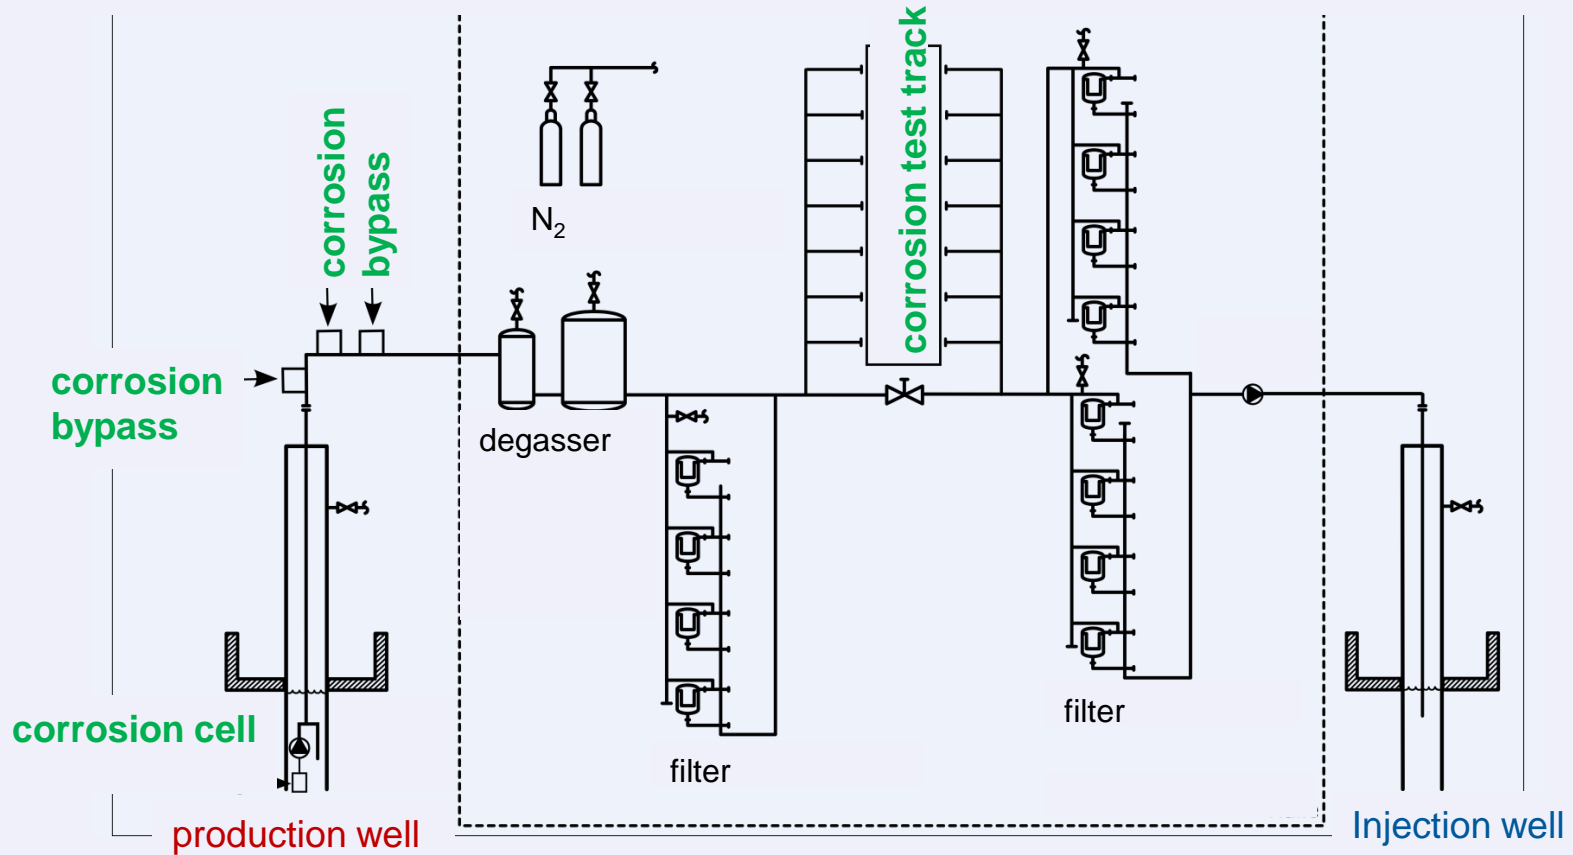 corrosion test track
corrosion
bypass
N2
corrosion
bypass
degasser
filter
corrosion cell
filter
production well
Injection well